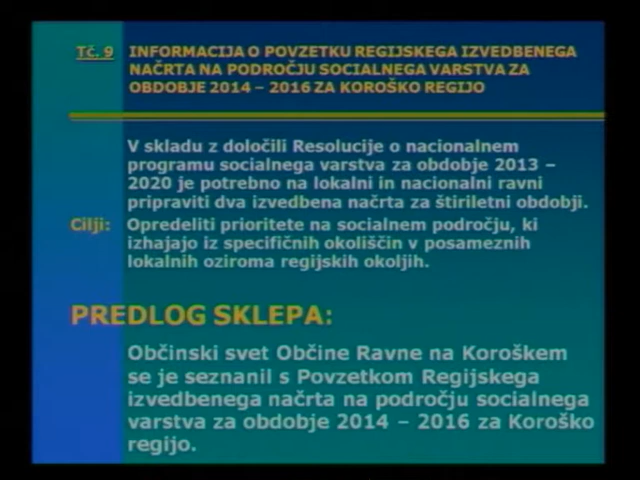 Tč. 9 INFORMACIJA O POVZETKU REGIJSKEGA IZVEDBENEGA
NAČRTA NA PODROČJU SOCIALNEGA VARSTVA ZA
OBDOBJE 2014 – 2016 ZA KOROŠKO REGIJO
V skladu z določili Resolucije o nacionalnem
programu socialnega varstva za obdobje 2013 –
2020 je potrebno na lokalni in nacionalni ravni
pripraviti dva izvedbena načrta za štiriletni obdobji.
Cilji: Opredeliti prioritete na socialnem področju, ki
izhajajo iz specifičnih okoliščin v posameznih
lokalnih oziroma regijskih okoljih.
PREDLOG SKLEPA:
Občinski svet Občine Ravne na Koroškem
se je seznanil s Povzetkom Regijskega
izvedbenega načrta na področju socialnega
varstva za obdobje 2014 – 2016 za Koroško
regijo.